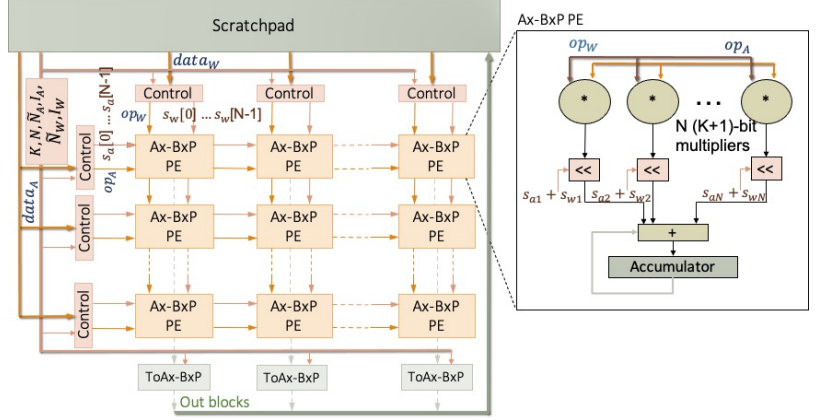 Scratchpad
data_W
K, N, Ñ_A, I_A,
Ñ_W, I_W
data_A
Control
Control
Control
s_a[0] ... s_a[N-1]
op_A
Control
Control
Control
op_W
s_w[0] ... s_w[N-1]
Ax-BxP
PE
Ax-BxP
PE
Ax-BxP
PE
Ax-BxP
PE
Ax-BxP
PE
Ax-BxP
PE
Ax-BxP
PE
Ax-BxP
PE
Ax-BxP
PE
ToAx-BxP
ToAx-BxP
ToAx-BxP
Out blocks
Ax-BxP PE
op_W
op_A
*
*
...
*
N (K+1)-bit
multipliers
<<
<<
<<
s_a1 + s_w1
s_a2 + s_w2
s_aN + s_wN
+
Accumulator